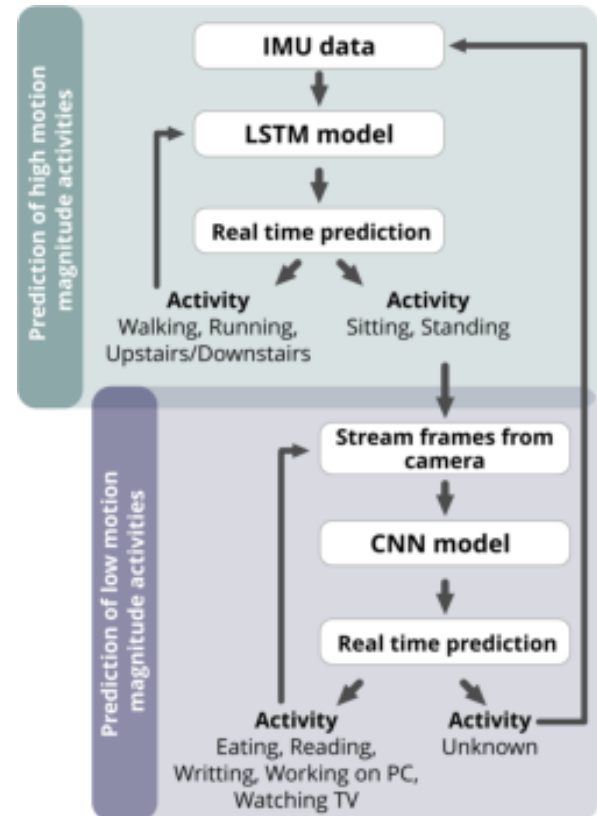 Prediction of high motion
magnitude activities
IMU data
LSTM model
Real time prediction
Activity
Walking, Running,
Upstairs/Downstairs
Activity
Sitting, Standing
Prediction of low motion
magnitude activities
Stream frames from
camera
CNN model
Real time prediction
Activity
Eating, Reading,
Writting, Working on PC,
Watching TV
Activity
Unknown